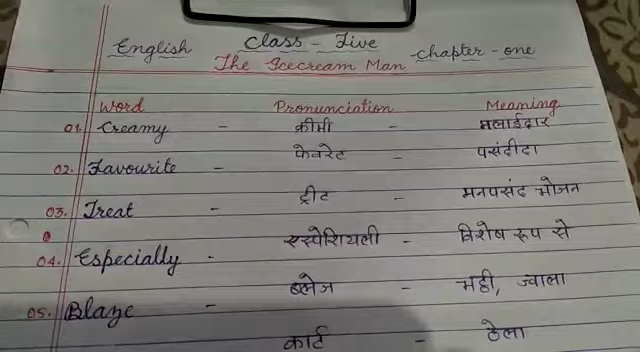 English Class - Five chapter - one
The Icecream Man
Word Pronunciation Meaning
01. Creamy - क्रीमी - मलाईदार
02. Favourite - फेवरेट - पसंदीदा
03. Treat - ट्रीट - मनपसंद भोजन
04. Especially - एस्पेशियली - विशेष रूप से
05. Blaze - ब्लेज - भट्टी, ज्वाला
कार्ट - ठेला